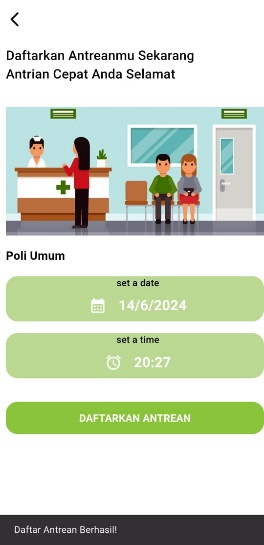 Daftarkan Antreanmu Sekarang
Antrian Cepat Anda Selamat
Poli Umum
set a date
14/6/2024
set a time
20:27
DAFTARKAN ANTREAN
Daftar Antrean Berhasil!